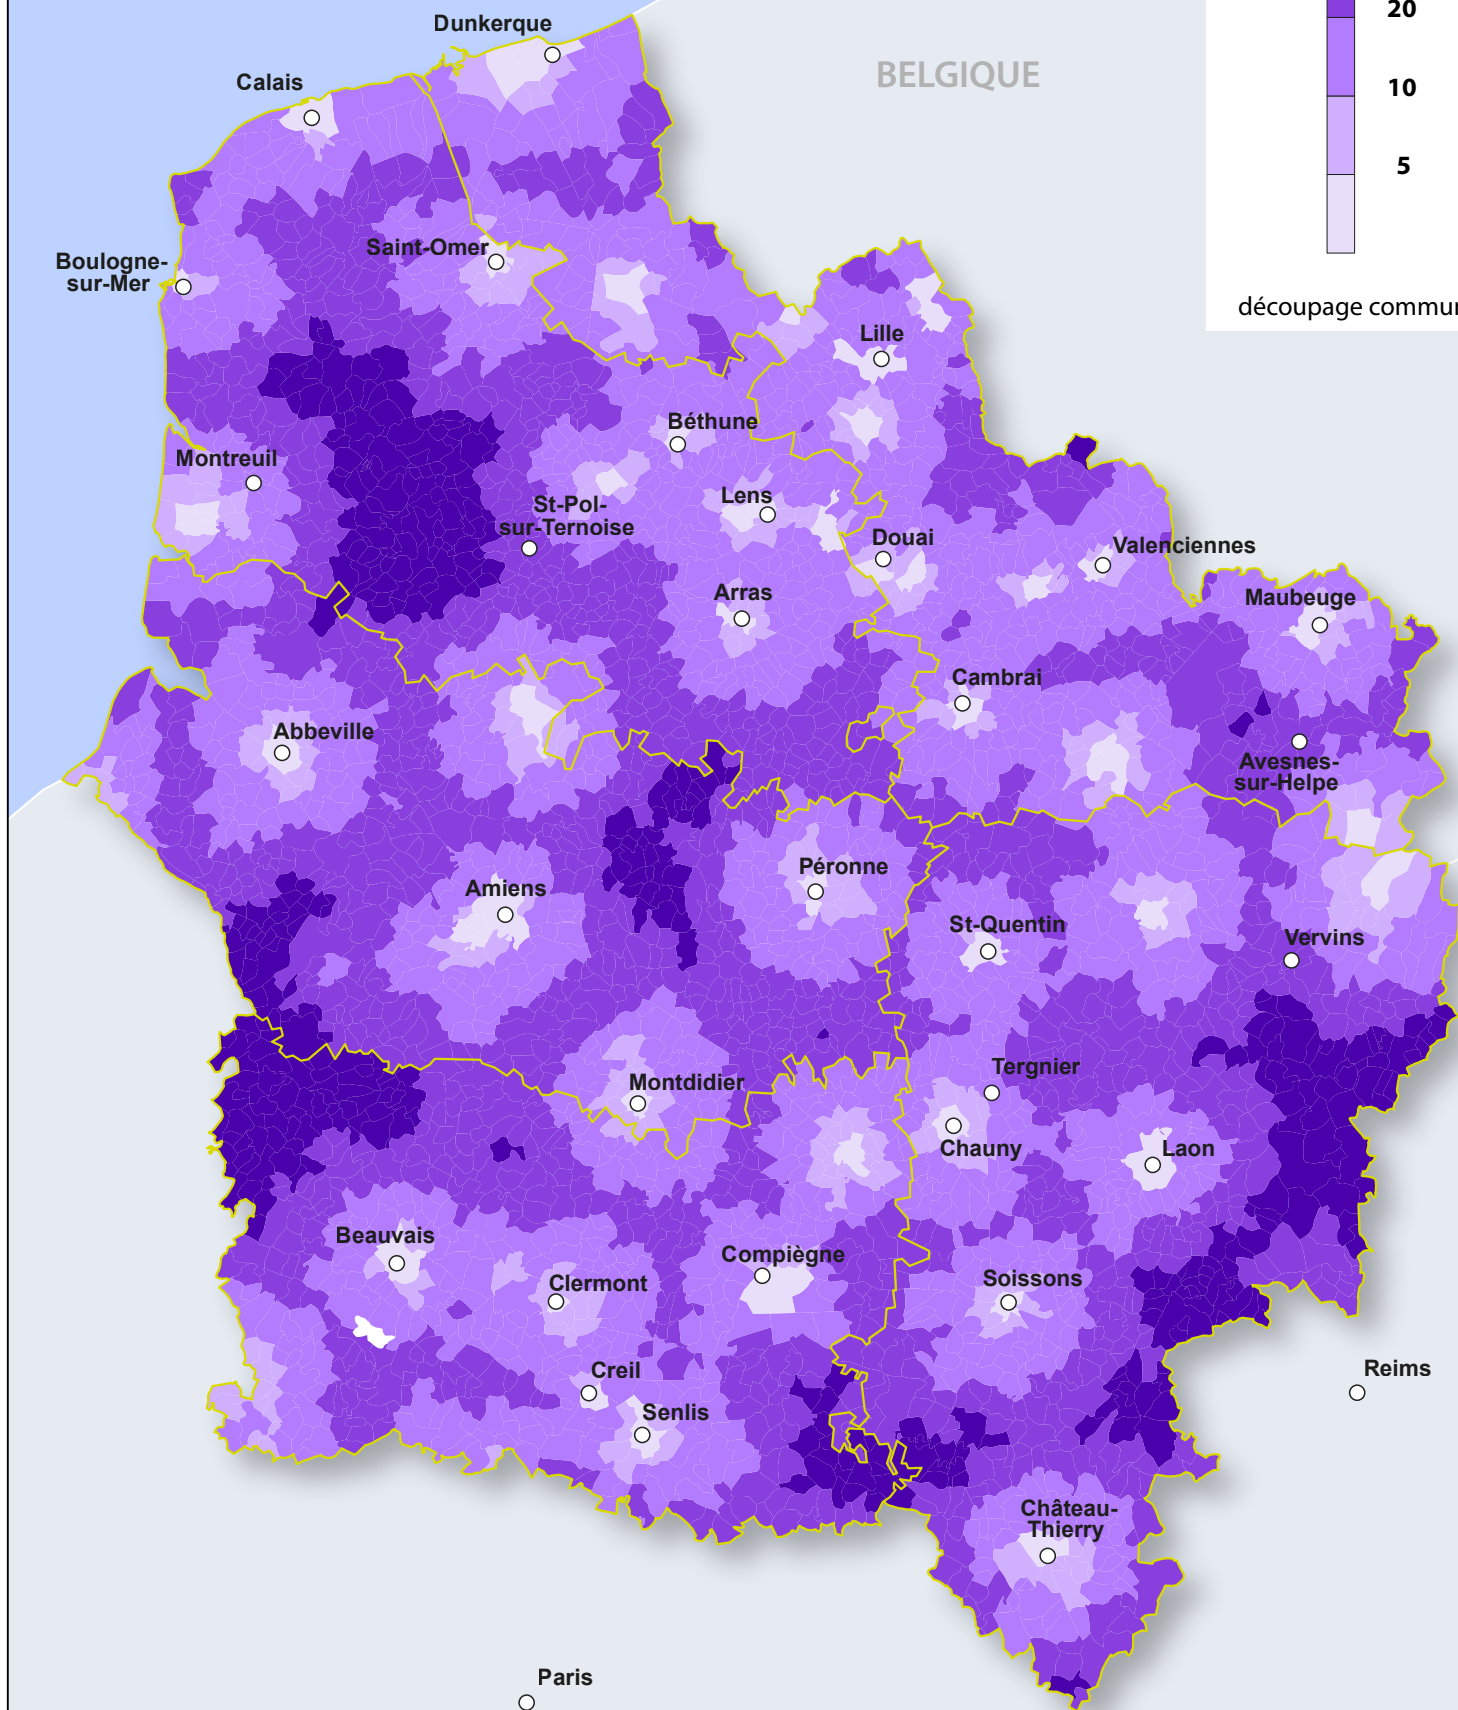 20
10
5
découpage commun
Dunkerque
BELGIQUE
Calais
Saint-Omer
Boulogne-
sur-Mer
Lille
Béthune
Montreuil
Lens
St-Pol-
sur-Ternoise
Douai
Valenciennes
Arras
Maubeuge
Cambrai
Abbeville
Avesnes-
sur-Helpe
Péronne
Amiens
St-Quentin
Vervins
Tergnier
Montdidier
Chauny
Laon
Beauvais
Compiègne
Clermont
Soissons
Creil
Reims
Senlis
Château-
Thierry
Paris